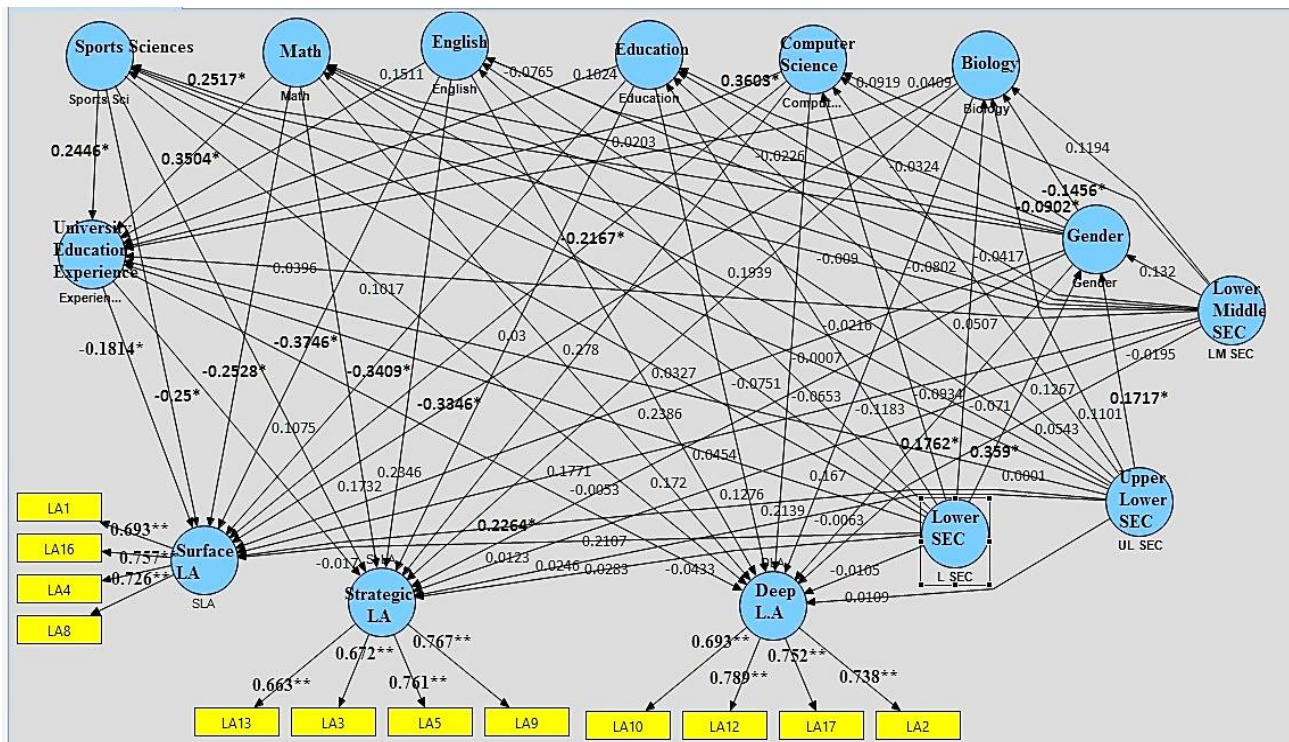 Sports Sciences
Sports Sci
Math
Math
English
English
Education
Education
Computer
Science
Comput...
Biology
Biology
0.2517*
0.1511
-0.0765
0.1024
0.3603*
0.0919
0.0409
0.2446*
0.3504*
0.0203
-0.0226
-0.0324
0.1194
-0.1456*
-0.0902*
University
Education
Experience
Experien...
-0.2167*
Gender
Gender
0.0396
0.1017
0.1939
-0.009
-0.0802
-0.0417
0.132
Lower
Middle
SEC
LM SEC
-0.1814*
-0.2528*
-0.3746*
0.03
0.278
-0.0216
0.0507
-0.0195
-0.3409*
-0.0007
-0.25*
-0.3346*
0.0327
-0.0751
-0.0653
-0.0934
-0.071
0.1267
0.1717*
0.1075
0.2386
-0.1183
0.1101
0.0543
0.2346
0.0454
0.1762*
0.359*
0.1732
0.1771
-0.0053
0.172
0.167
0.0001
0.1276
0.2139
Upper
Lower
SEC
UL SEC
LA1
0.693**
LA16
0.757**
LA4
0.726**
LA8
Surface
LA
SLA
0.2264*
0.2107
-0.0063
Lower
SEC
L SEC
-0.017
0.0123
0.0246
0.0283
-0.0433
-0.0105
0.0109
Strategic
LA
Deep
L.A
0.663**
0.672**
0.761**
0.767**
0.693**
0.789**
0.752**
0.738**
LA13
LA3
LA5
LA9
LA10
LA12
LA17
LA2